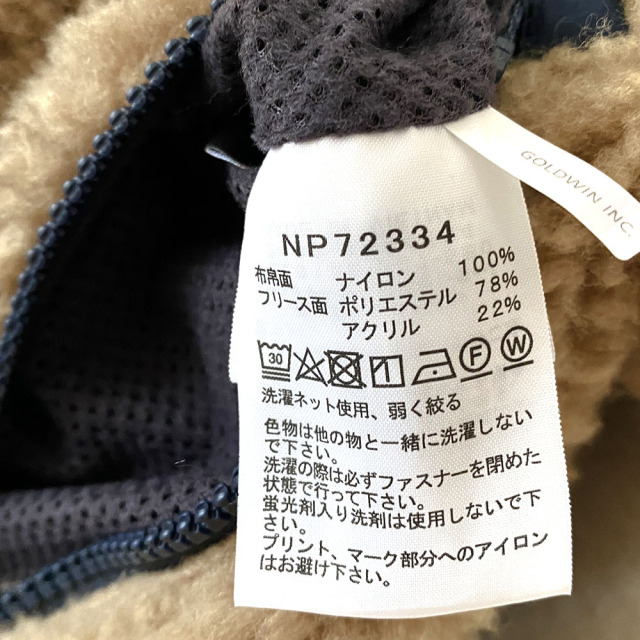 GOLDWIN INC.
NP72334
布帛面 ナイロン 100%
フリース面 ポリエステル 78%
アクリル 22%
30 F W
洗濯ネット使用、弱く絞る
色物は他の物と一緒に洗濯しない
で下さい。
洗濯の際は必ずファスナーを閉めた
状態で行って下さい。
蛍光剤入り洗剤は使用しないで下
さい。
プリント、マーク部分へのアイロン
はお避け下さい。